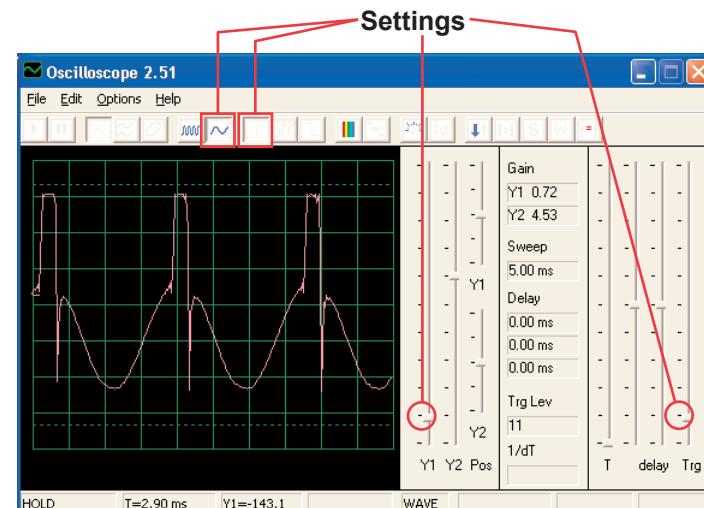 Settings
Oscilloscope 2.51
File Edit Options Help
Gain
Y1 0.72
Y2 4.53
Sweep
5.00 ms
Y1
Delay
0.00 ms
0.00 ms
0.00 ms
Trg Lev
11
Y2
1/dT
Y1 Y2 Pos
T delay Trg
HOLD T=2.90 ms Y1=-143.1 WAVE